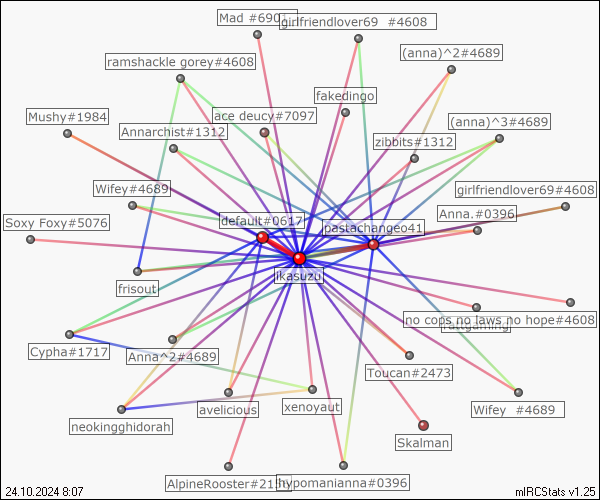 Mad #6901
girlfriendlover69 #4608
(anna)^2#4689
ramshackle gorey#4608
fakedingo
ace deucy#7097
Mushy#1984
Annarchist#1312
(anna)^3#4689
zibbits#1312
Wifey#4689
girlfriendlover69#4608
Anna.#0396
default#0617
pastachangeo41
Soxy Foxy#5076
ikasuzu
frisout
no cops no laws no hope#4608
Cypha#1717
Anna^2#4689
Toucan#2473
avelicious
xenoyaut
Wifey #4689
neokingghidorah
Skalman
AlpineRooster#21
hypomanianna#0396
24.10.2024 8:07
mIRCStats v1.25